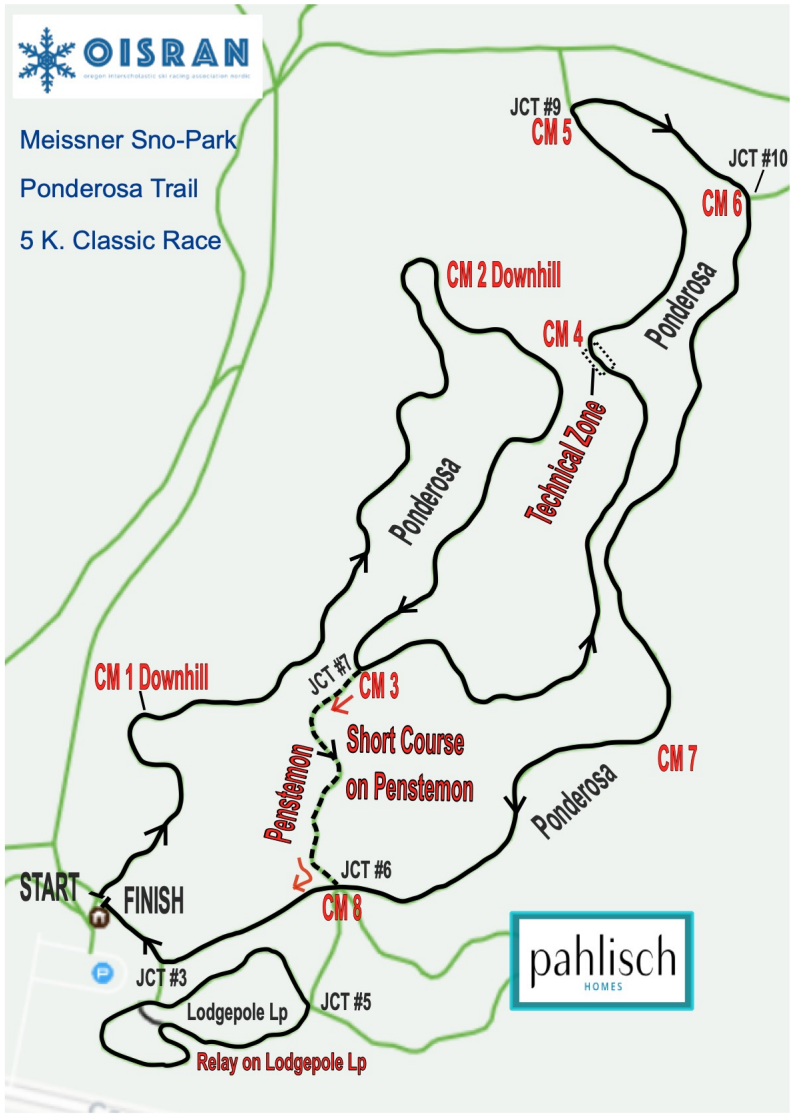 OISRAN
oregon interscholastic ski racing association nordic
Meissner Sno-Park
Ponderosa Trail
5 K. Classic Race
JCT #9
CM 5
JCT #10
CM 6
CM 2 Downhill
Ponderosa
CM 4
Technical Zone
Ponderosa
JCT #7
CM 3
CM 1 Downhill
Short Course
on Penstemon
Penstemon
CM 7
Ponderosa
JCT #6
CM 8
START
FINISH
JCT #3
P
Lodgepole Lp
JCT #5
Relay on Lodgepole Lp
pahlisch
HOMES